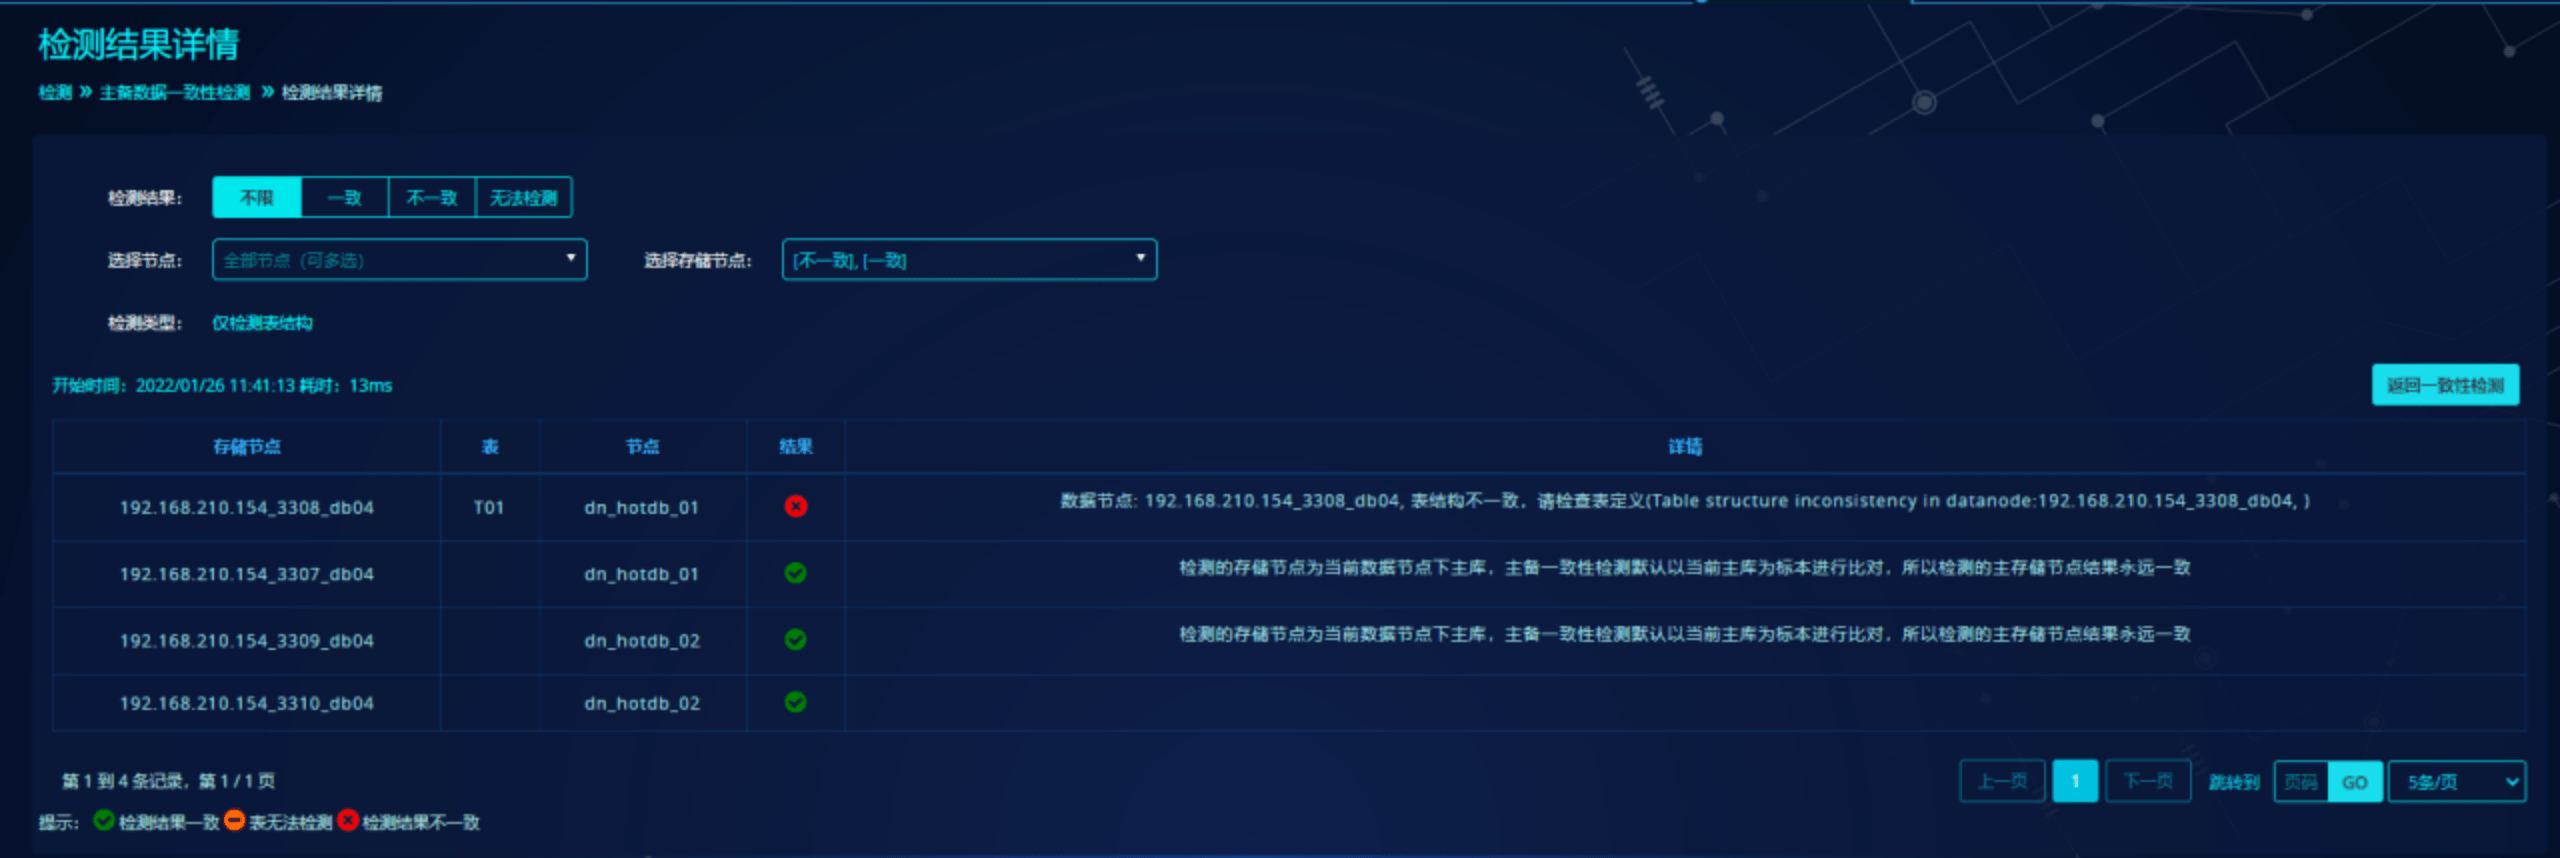 检测结果详情
检测 » 主备数据一致性检测 » 检测结果详情
检测结果: 不限 一致 不一致 无法检测
选择节点: 全部节点 (可多选) 选择存储节点: [不一致], [一致]
检测类型: 仅检测表结构
开始时间: 2022/01/26 11:41:13 耗时: 13ms 返回一致性检测
存储节点 表 节点 结果 详情
192.168.210.154_3308_db04 T01 dn_hotdb_01 数据节点: 192.168.210.154_3308_db04, 表结构不一致, 请检查表定义(Table structure inconsistency in datanode:192.168.210.154_3308_db04, )
192.168.210.154_3307_db04 dn_hotdb_01 检测的存储节点为当前数据节点下主库, 主备一致性检测默认以当前主库为标本进行比对, 所以检测的主存储节点结果永远一致
192.168.210.154_3309_db04 dn_hotdb_02 检测的存储节点为当前数据节点下主库, 主备一致性检测默认以当前主库为标本进行比对, 所以检测的主存储节点结果永远一致
192.168.210.154_3310_db04 dn_hotdb_02
第 1 到 4 条记录, 第 1 / 1 页 上一页 1 下一页 跳转到 页码 GO 5条/页
提示: 检测结果一致 表无法检测 检测结果不一致